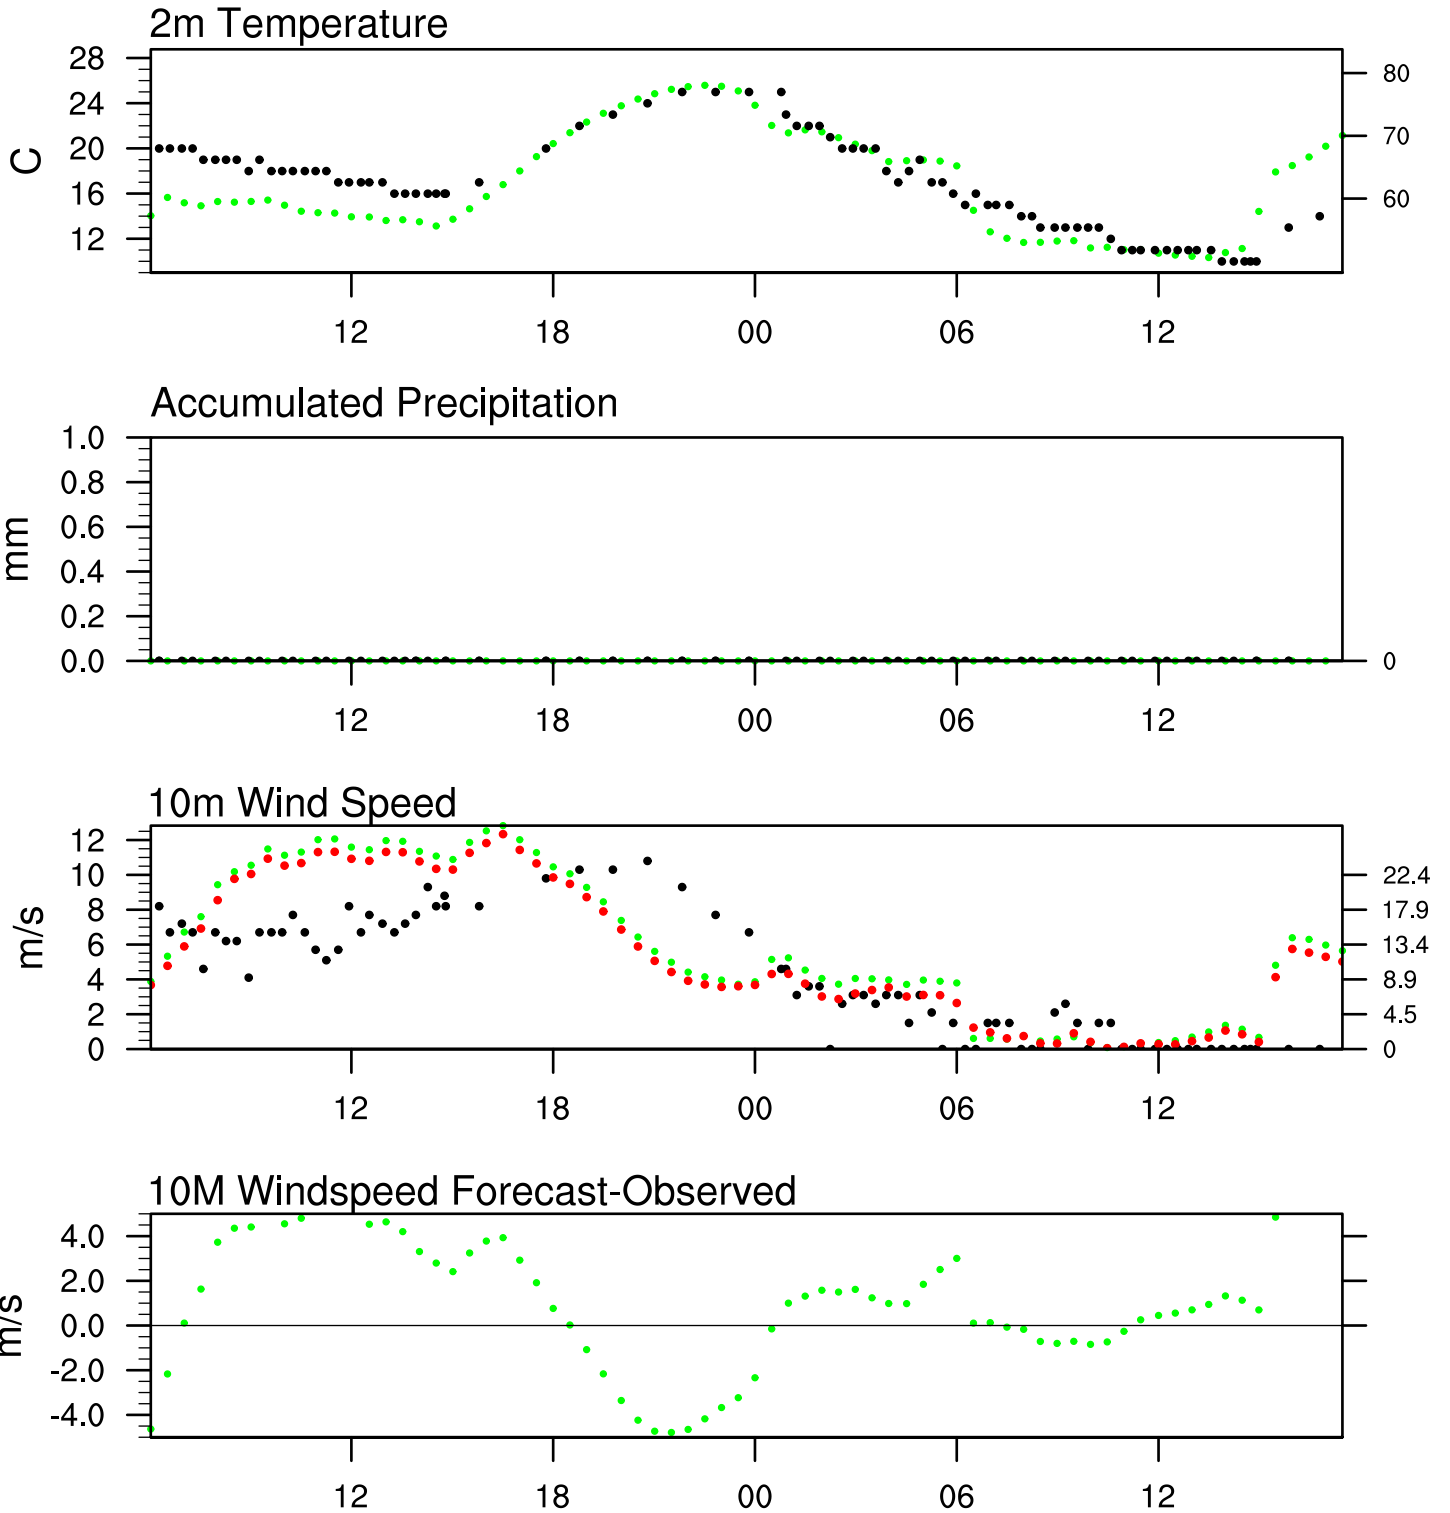 2m Temperature
28
24
20
16
12
C
80
70
60
12 18 00 06 12
Accumulated Precipitation
1.0
0.8
0.6
0.4
0.2
0.0
mm
0
12 18 00 06 12
10m Wind Speed
12
10
8
6
4
2
0
m/s
22.4
17.9
13.4
8.9
4.5
0
12 18 00 06 12
10M Windspeed Forecast-Observed
4.0
2.0
0.0
-2.0
-4.0
m/s
12 18 00 06 12